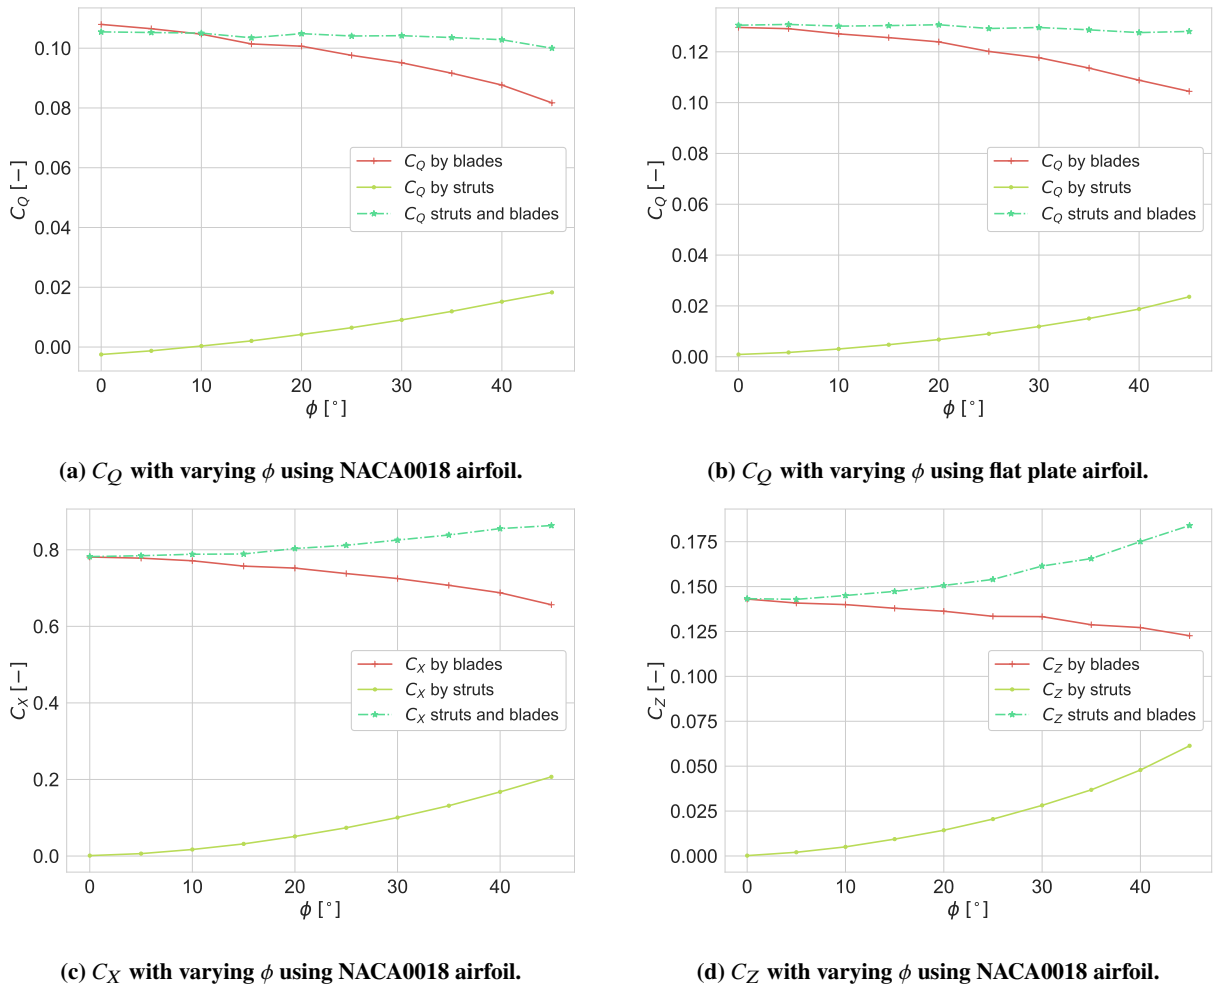 0.10
0.08
0.06
0.04
0.02
0.00
C_Q [−]
C_Q by blades
C_Q by struts
C_Q struts and blades
0 10 20 30 40
ϕ [°]
(a) C_Q with varying ϕ using NACA0018 airfoil.
0.12
0.10
0.08
0.06
0.04
0.02
0.00
C_Q [−]
C_Q by blades
C_Q by struts
C_Q struts and blades
0 10 20 30 40
ϕ [°]
(b) C_Q with varying ϕ using flat plate airfoil.
0.8
0.6
0.4
0.2
0.0
C_X [−]
C_X by blades
C_X by struts
C_X struts and blades
0 10 20 30 40
ϕ [°]
(c) C_X with varying ϕ using NACA0018 airfoil.
0.175
0.150
0.125
0.100
0.075
0.050
0.025
0.000
C_Z [−]
C_Z by blades
C_Z by struts
C_Z struts and blades
0 10 20 30 40
ϕ [°]
(d) C_Z with varying ϕ using NACA0018 airfoil.